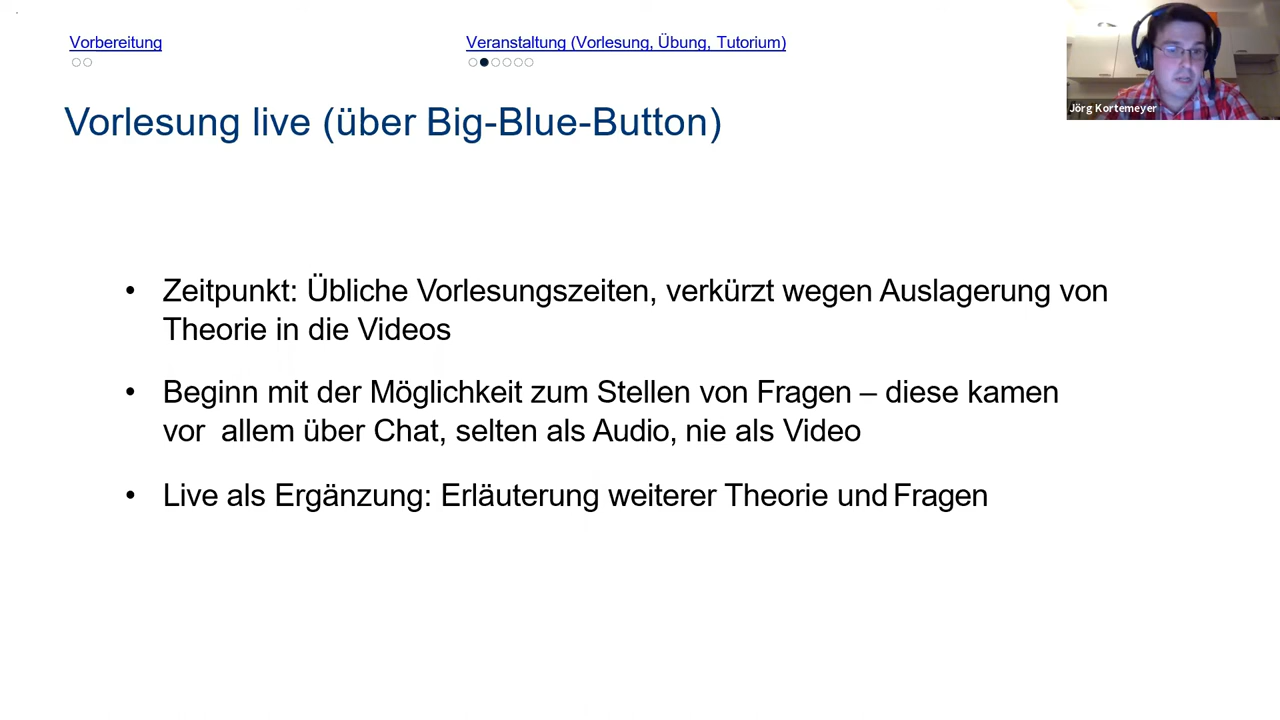 Vorbereitung
Veranstaltung (Vorlesung, Übung, Tutorium)
Jörg Kortemeyer
Vorlesung live (über Big-Blue-Button)
• Zeitpunkt: Übliche Vorlesungszeiten, verkürzt wegen Auslagerung von
Theorie in die Videos
• Beginn mit der Möglichkeit zum Stellen von Fragen – diese kamen
vor allem über Chat, selten als Audio, nie als Video
• Live als Ergänzung: Erläuterung weiterer Theorie und Fragen